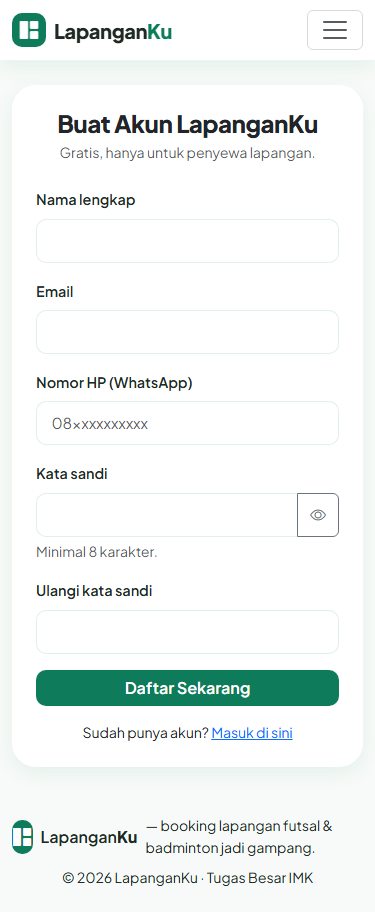 LapanganKu
Buat Akun LapanganKu
Gratis, hanya untuk penyewa lapangan.
Nama lengkap
Email
Nomor HP (WhatsApp)
08xxxxxxxxxx
Kata sandi
Minimal 8 karakter.
Ulangi kata sandi
Daftar Sekarang
Sudah punya akun? Masuk di sini
LapanganKu
— booking lapangan futsal &
badminton jadi gampang.
© 2026 LapanganKu · Tugas Besar IMK